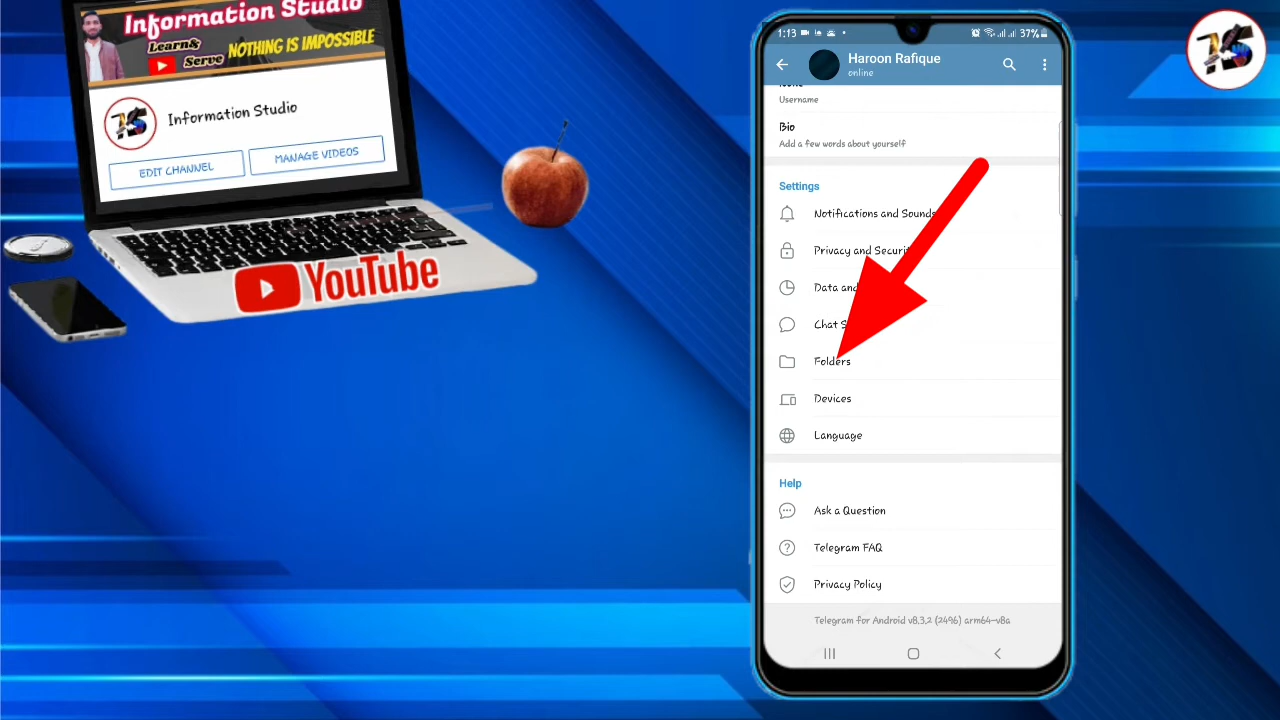 Information Studio
Learn&
Serve
NOTHING IS IMPOSSIBLE
Information Studio
EDIT CHANNEL
MANAGE VIDEOS
YouTube
1:13
37%
Haroon Rafique
online
Username
Bio
Add a few words about yourself
Settings
Notifications and Sounds
Privacy and Securi
Data and
Chat S
Folders
Devices
Language
Help
Ask a Question
Telegram FAQ
Privacy Policy
Telegram for Android v8.3.2 (2496) arm64-v8a